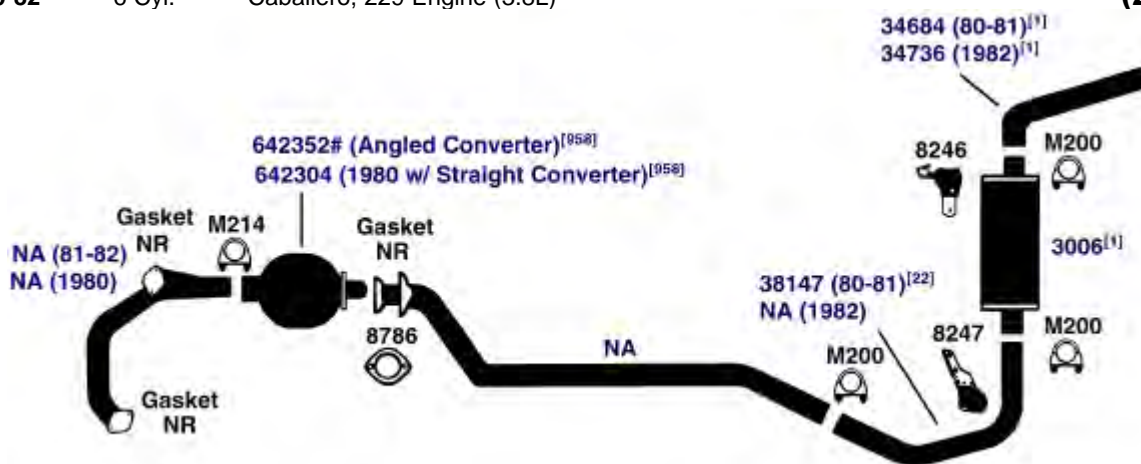 6 Cyl. Caballero, 229 Engine (3.8L)
34684 (80-81)[1]
34736 (1982)[1]
642352# (Angled Converter)[958]
642304 (1980 w/ Straight Converter)[958]
8246
M200
Gasket
NR
M214
Gasket
NR
NA (81-82)
NA (1980)
3006[1]
38147 (80-81)[22]
NA (1982)
8786
NA
M200
8247
M200
Gasket
NR